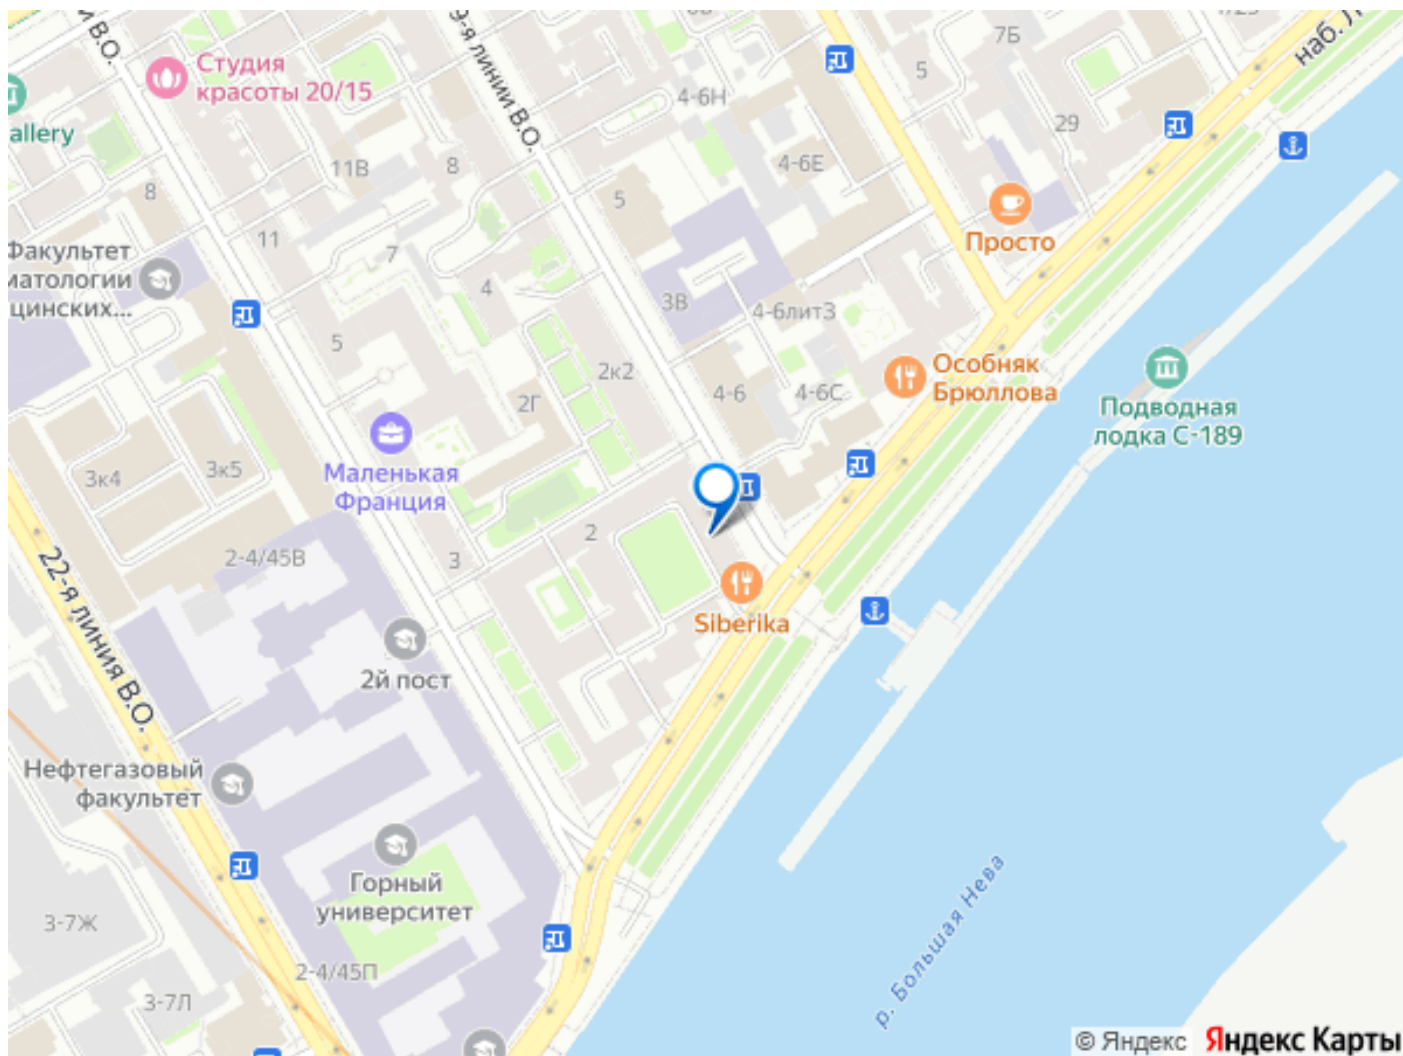 В.О.
9-я линии В.О.
наб. Л
Студия
красоты 20/15
allery
7Б
5
4-6Н
29
11В
8
4-6Е
8
5
Просто
11
Факультет
матологии
цинских...
7
4
3В
4-6литЗ
5
2к2
Особняк
Брюллова
4-6
4-6С
2Г
Подводная
лодка С-189
Маленькая
Франция
3к4
3к5
2
2-4/45В
3
22-я линия В.О.
Siberika
2й пост
Нефтегазовый
факультет
Горный
университет
3-7Ж
2-4/45П
3-7Л
р. Большая Нева
© Яндекс Яндекс Карты